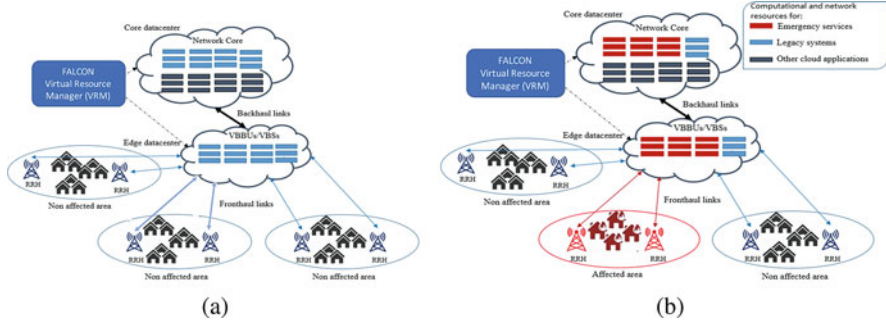 Core datacenter
Network Core
FALCON
Virtual Resource
Manager (VRM)
Backhaul links
Edge datacenter
VBBUs/VBSs
RRH
RRH
Non affected area
Fronthaul links
RRH
RRH
Non affected area
RRH
RRH
Non affected area
(a)
Core datacenter
Network Core
Computational and network
resources for:
Emergency services
Legacy systems
Other cloud applications
FALCON
Virtual Resource
Manager (VRM)
Backhaul links
Edge datacenter
VBBUs/VBSs
RRH
RRH
Non affected area
Fronthaul links
RRH
RRH
Affected area
RRH
RRH
Non affected area
(b)